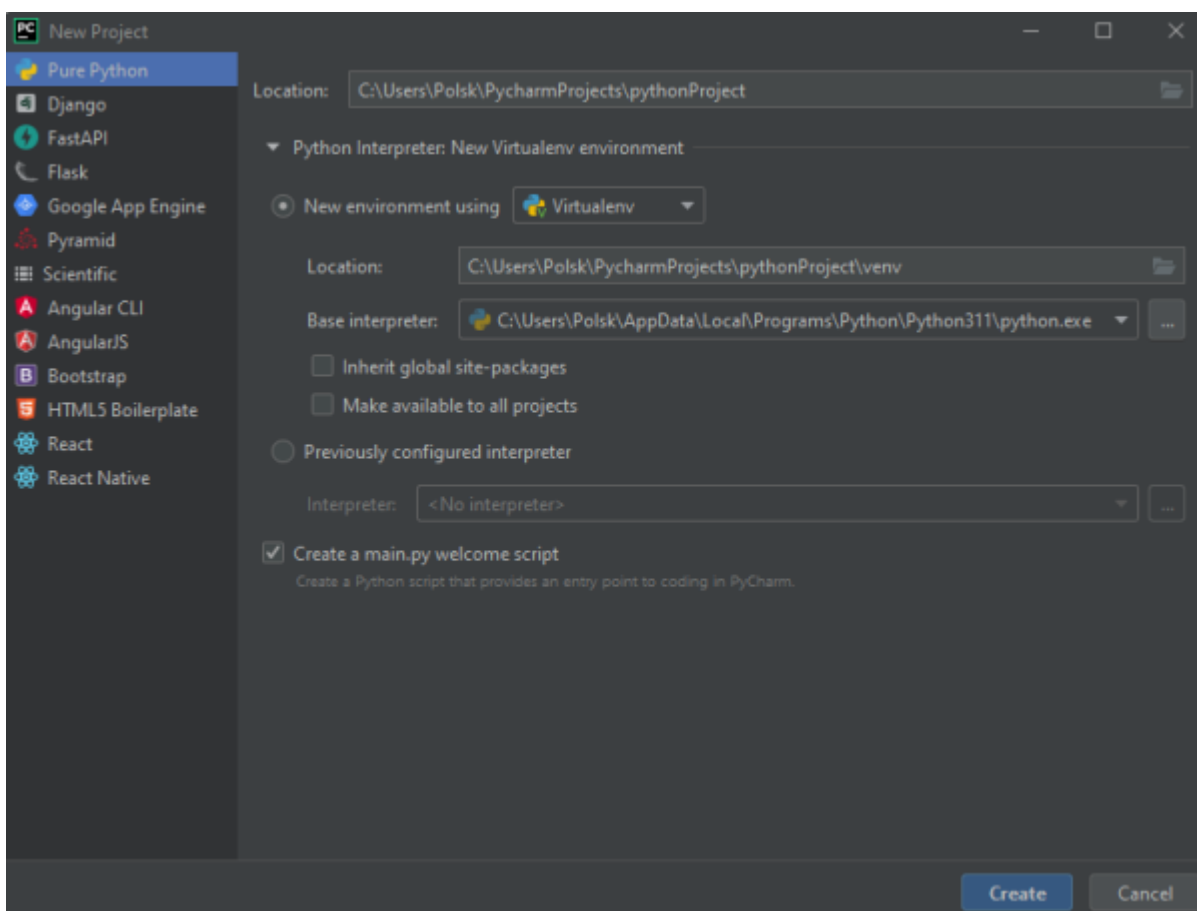 PC New Project
Pure Python
Django
FastAPI
Flask
Google App Engine
Pyramid
Scientific
Angular CLI
AngularJS
Bootstrap
HTML5 Boilerplate
React
React Native
Location: C:\Users\Polsk\PycharmProjects\pythonProject
Python Interpreter: New Virtualenv environment
New environment using Virtualenv
Location: C:\Users\Polsk\PycharmProjects\pythonProject\venv
Base interpreter: C:\Users\Polsk\AppData\Local\Programs\Python\Python311\python.exe ...
Inherit global site-packages
Make available to all projects
Previously configured interpreter
Interpreter: <No interpreter> ...
Create a main.py welcome script
Create a Python script that provides an entry point to coding in PyCharm.
Create Cancel